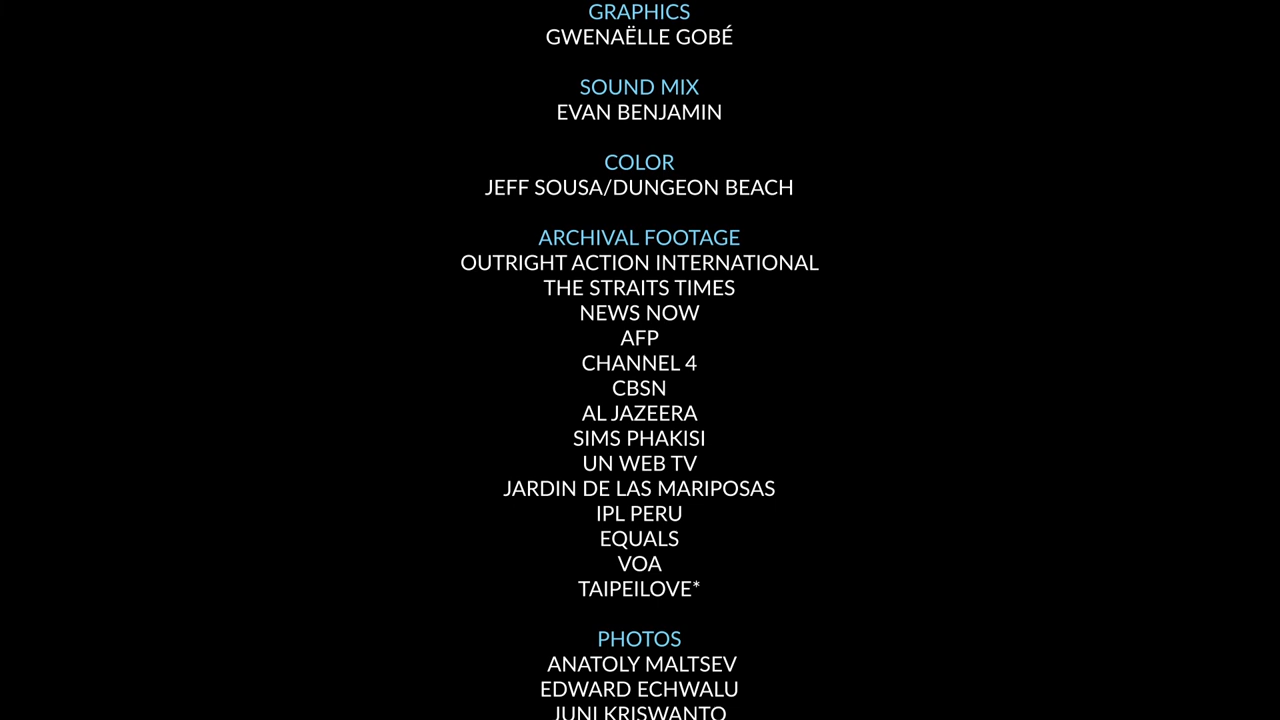 GRAPHICS
GWENAËLLE GOBÉ
SOUND MIX
EVAN BENJAMIN
COLOR
JEFF SOUSA/DUNGEON BEACH
ARCHIVAL FOOTAGE
OUTRIGHT ACTION INTERNATIONAL
THE STRAITS TIMES
NEWS NOW
AFP
CHANNEL 4
CBSN
AL JAZEERA
SIMS PHAKISI
UN WEB TV
JARDIN DE LAS MARIPOSAS
IPL PERU
EQUALS
VOA
TAIPEILOVE*
PHOTOS
ANATOLY MALTSEV
EDWARD ECHWALU
JUNI KRISWANTO